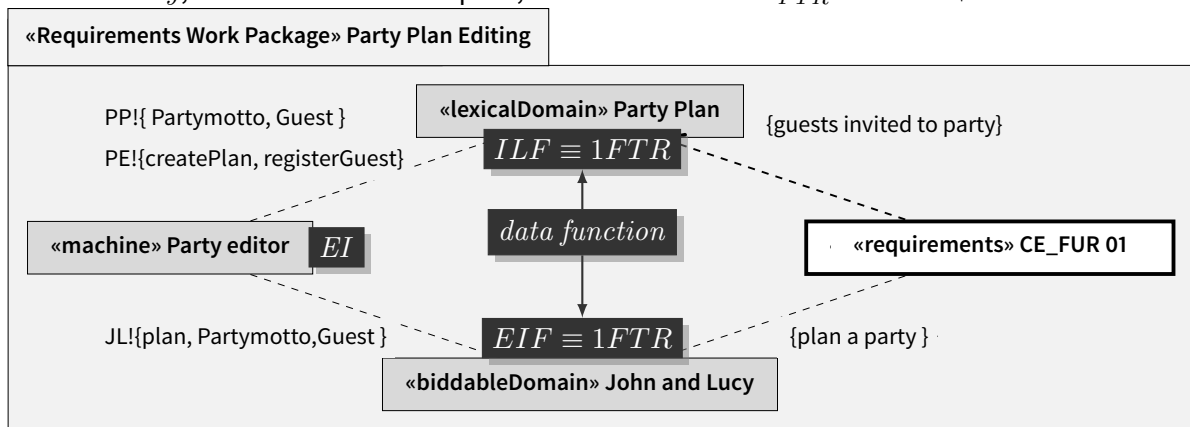 «Requirements Work Package» Party Plan Editing
PP!{ Partymotto, Guest }
«lexicalDomain» Party Plan
{guests invited to party}
PE!{createPlan, registerGuest}
ILF ≡ 1FTR
«machine» Party editor
EI
data function
«requirements» CE_FUR 01
JL!{plan, Partymotto,Guest }
EIF ≡ 1FTR
{plan a party }
«biddableDomain» John and Lucy